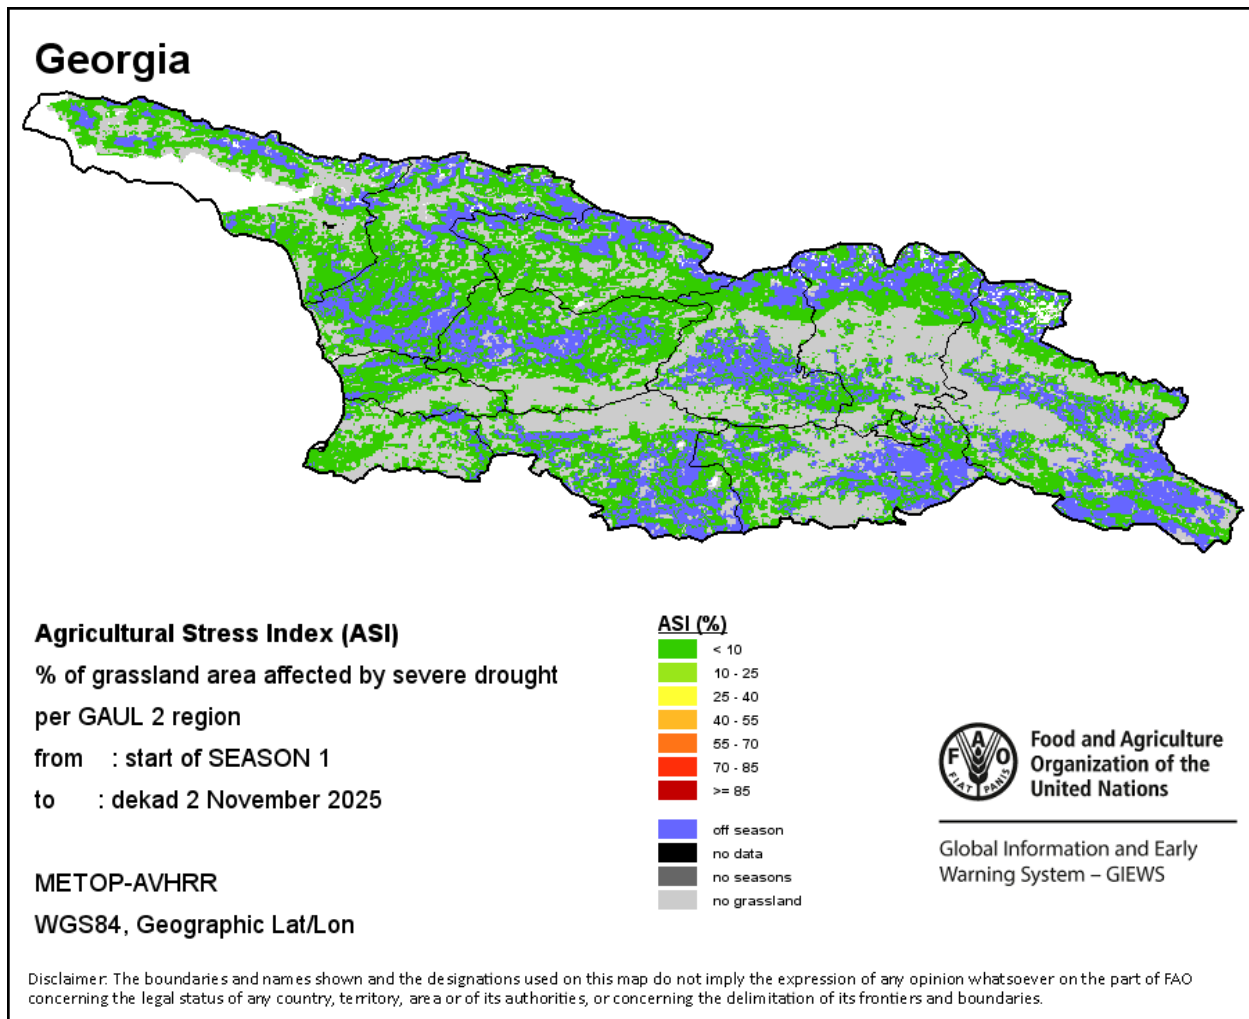 Georgia
Agricultural Stress Index (ASI)
% of grassland area affected by severe drought
per GAUL 2 region
from : start of SEASON 1
to : dekad 2 November 2025
METOP-AVHRR
WGS84, Geographic Lat/Lon
ASI (%)
< 10
10 - 25
25 - 40
40 - 55
55 - 70
70 - 85
>= 85
off season
no data
no seasons
no grassland
F A O
FIAT PANIS
Food and Agriculture
Organization of the
United Nations
Global Information and Early
Warning System – GIEWS
Disclaimer: The boundaries and names shown and the designations used on this map do not imply the expression of any opinion whatsoever on the part of FAO
concerning the legal status of any country, territory, area or of its authorities, or concerning the delimitation of its frontiers and boundaries.